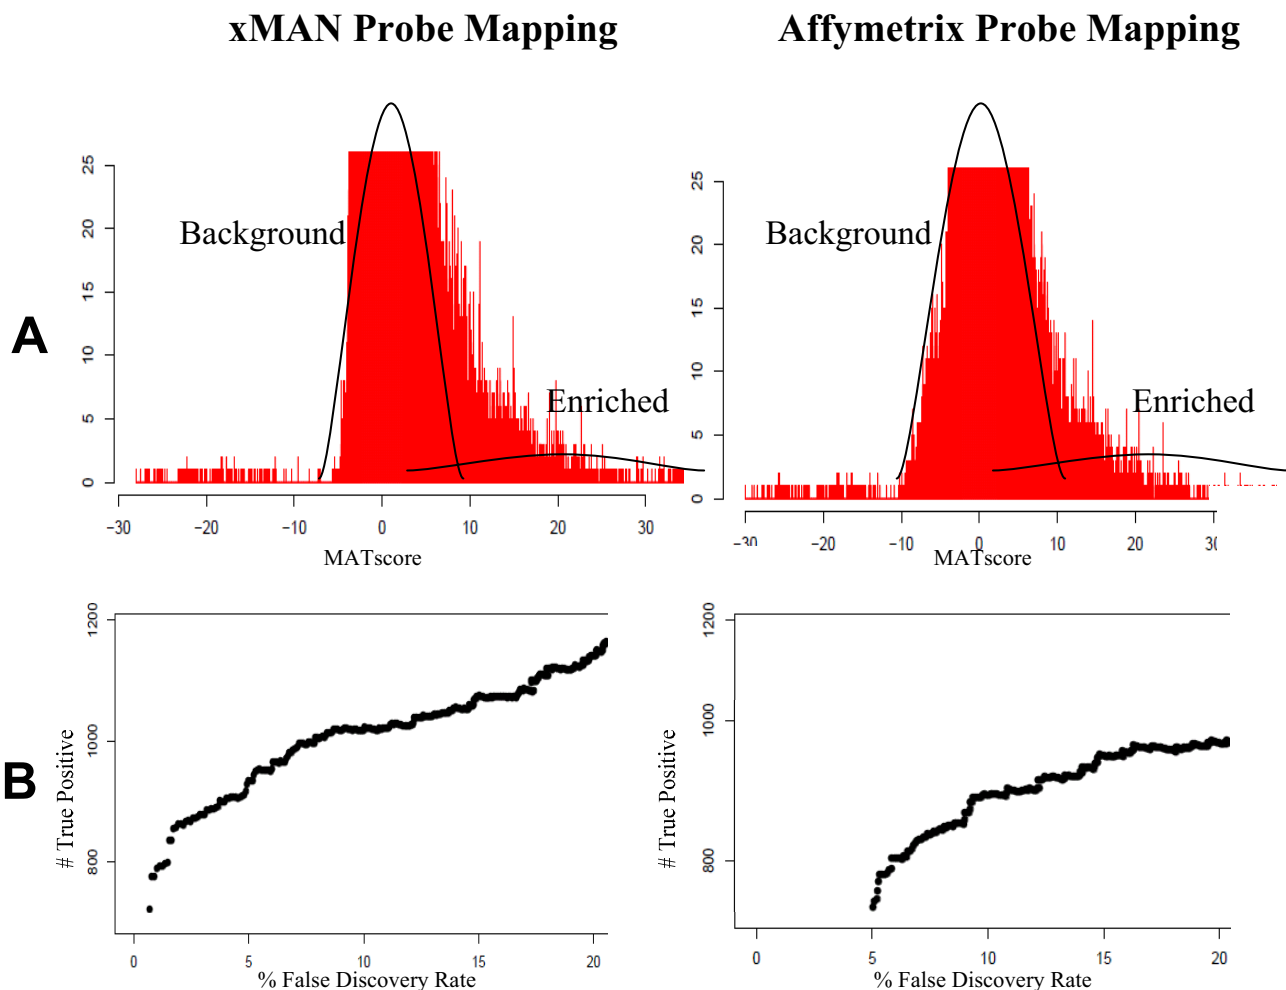 xMAN Probe Mapping
Affymetrix Probe Mapping
A
25
20
15
10
5
0
Background
Enriched
−30 −20 −10 0 10 20 30
MATscore
25
20
15
10
5
0
Background
Enriched
−30 −20 −10 0 10 20 30
MATscore
B
# True Positive
1200
1000
800
0 5 10 15 20
% False Discovery Rate
# True Positive
1200
1000
800
0 5 10 15 20
% False Discovery Rate